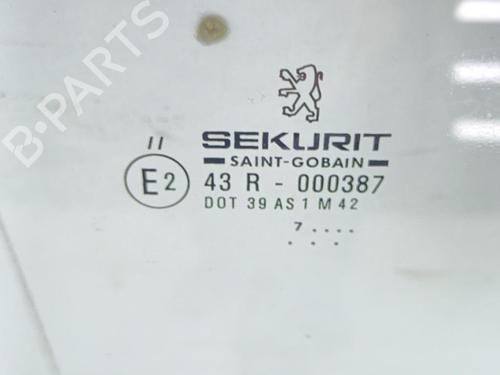 B-PARTS
SEKURIT
SAINT-GOBAIN
II
E2 43 R - 000387
DOT 39 AS 1 M 42
7 ....
. ...